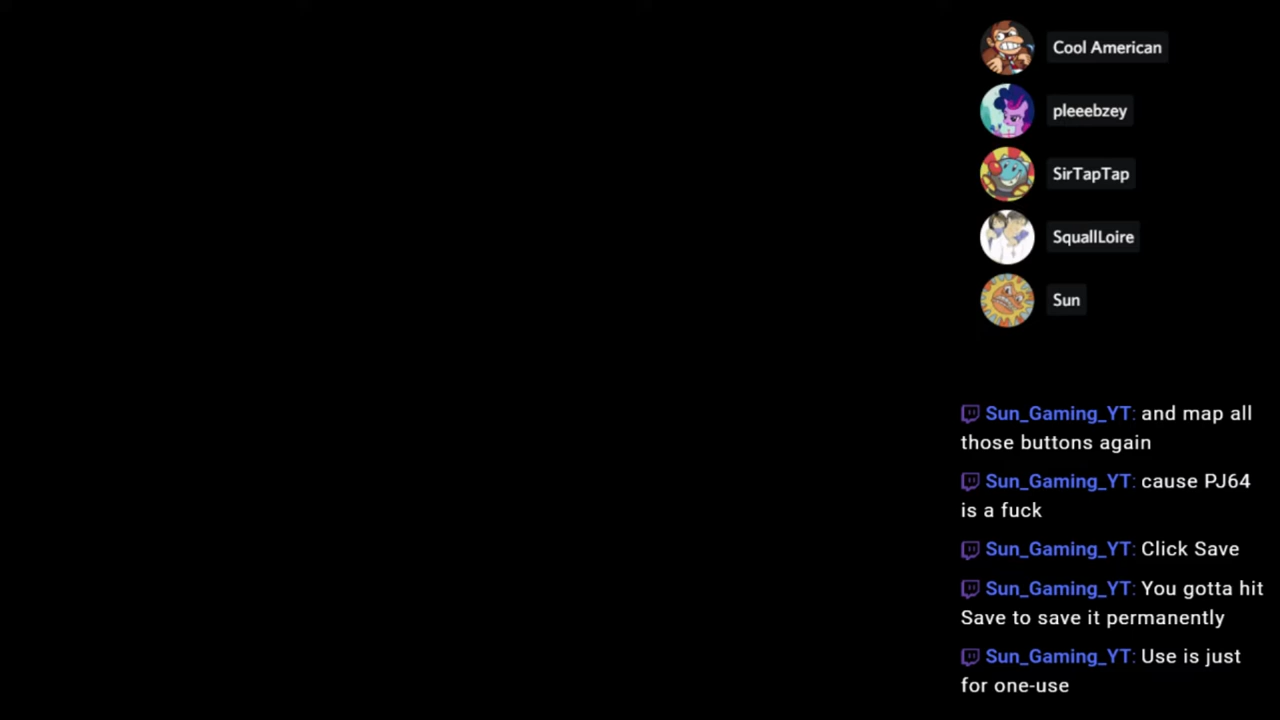 Cool American
pleeebzey
SirTapTap
SquallLoire
Sun
Sun_Gaming_YT: and map all
those buttons again
Sun_Gaming_YT: cause PJ64
is a fuck
Sun_Gaming_YT: Click Save
Sun_Gaming_YT: You gotta hit
Save to save it permanently
Sun_Gaming_YT: Use is just
for one-use